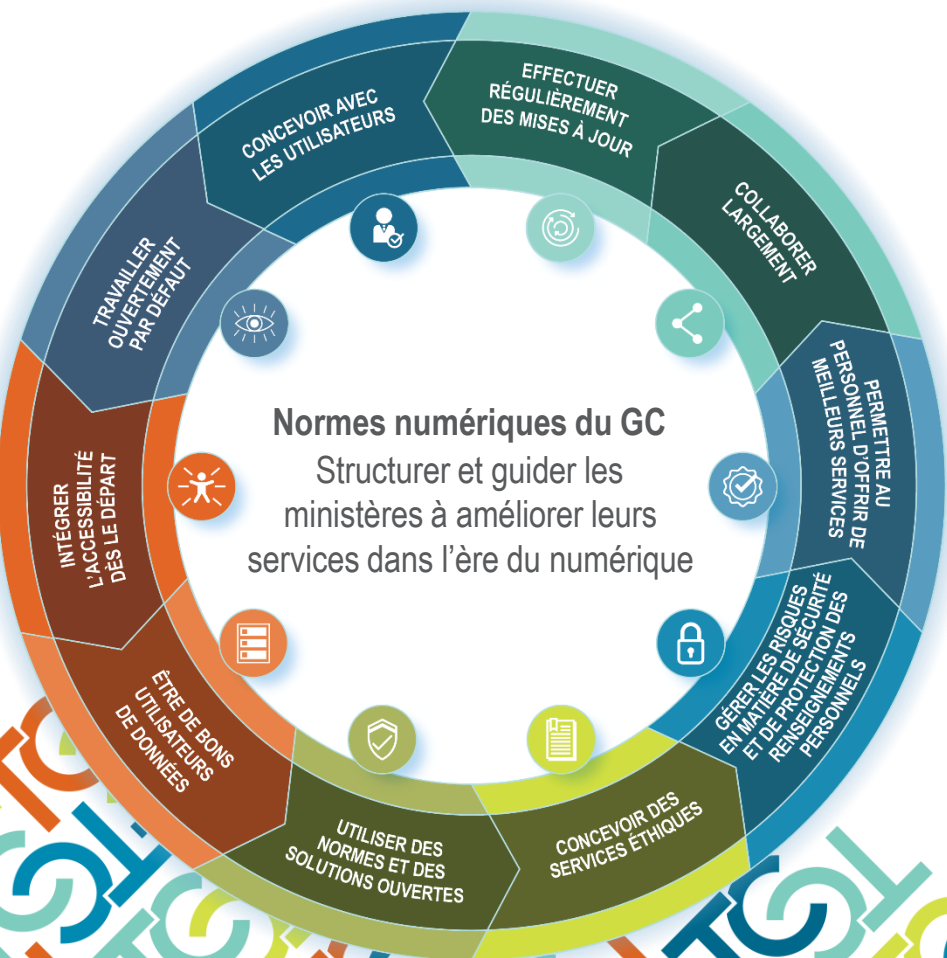 CONCEVOIR AVEC
LES UTILISATEURS
EFFECTUER
RÉGULIÈREMENT
DES MISES À JOUR
COLLABORER
LARGEMENT
PERMETTRE AU
PERSONNEL D'OFFRIR DE
MEILLEURS SERVICES
GÉRER LES RISQUES
EN MATIÈRE DE SÉCURITÉ
ET DE PROTECTION DES
RENSEIGNEMENTS
PERSONNELS
CONCEVOIR DES
SERVICES ÉTHIQUES
UTILISER DES
NORMES ET DES
SOLUTIONS OUVERTES
ÊTRE DE BONS
UTILISATEURS
DE DONNÉES
INTÉGRER
L'ACCESSIBILITÉ
DÈS LE DÉPART
TRAVAILLER
OUVERTEMENT
PAR DÉFAUT
Normes numériques du GC
Structurer et guider les
ministères à améliorer leurs
services dans l’ère du numérique